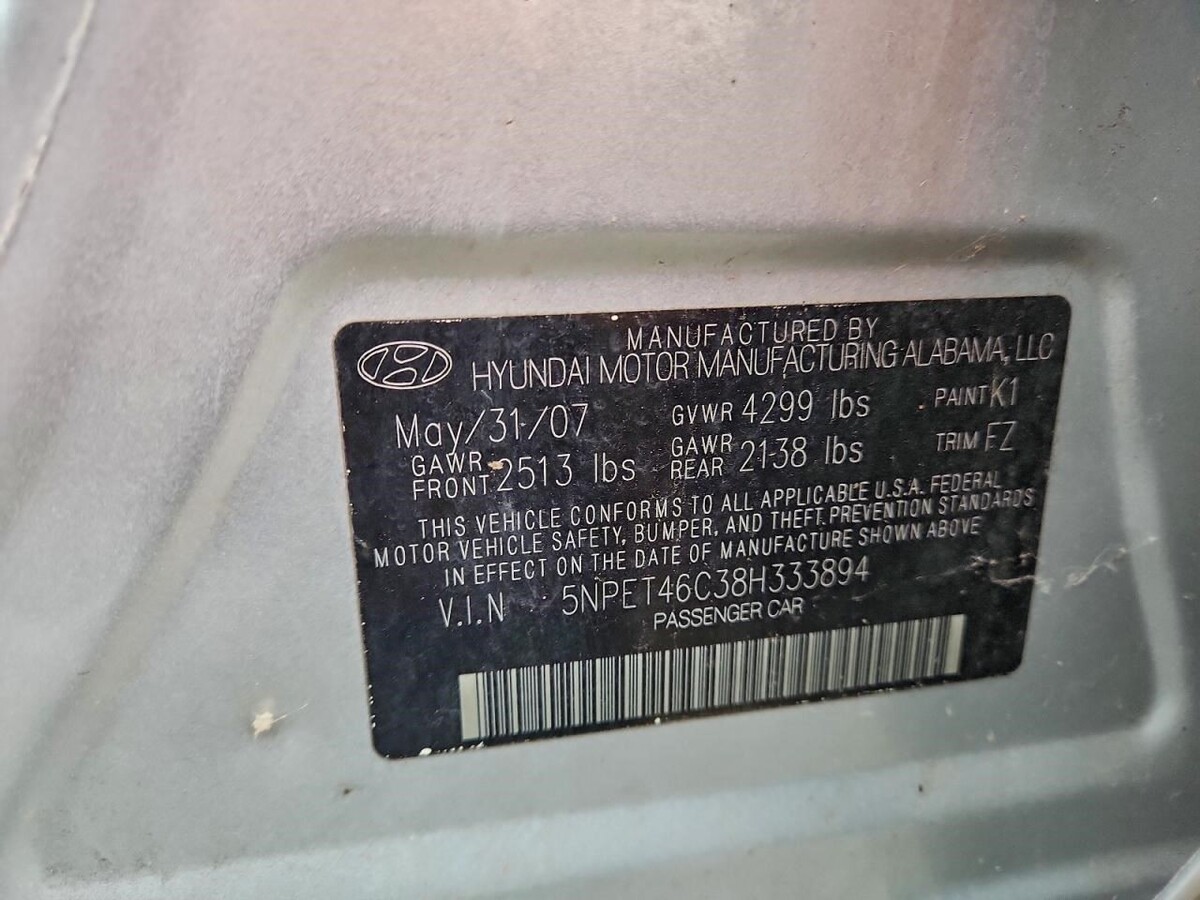 MANUFACTURED BY
HYUNDAI MOTOR MANUFACTURING ALABAMA, LLC
May/31/07 GVWR 4299 lbs PAINT K1
GAWR FRONT 2513 lbs GAWR REAR 2138 lbs TRIM FZ
THIS VEHICLE CONFORMS TO ALL APPLICABLE U.S.A. FEDERAL
MOTOR VEHICLE SAFETY, BUMPER, AND THEFT PREVENTION STANDARDS
IN EFFECT ON THE DATE OF MANUFACTURE SHOWN ABOVE
V.I.N 5NPET46C38H333894
PASSENGER CAR